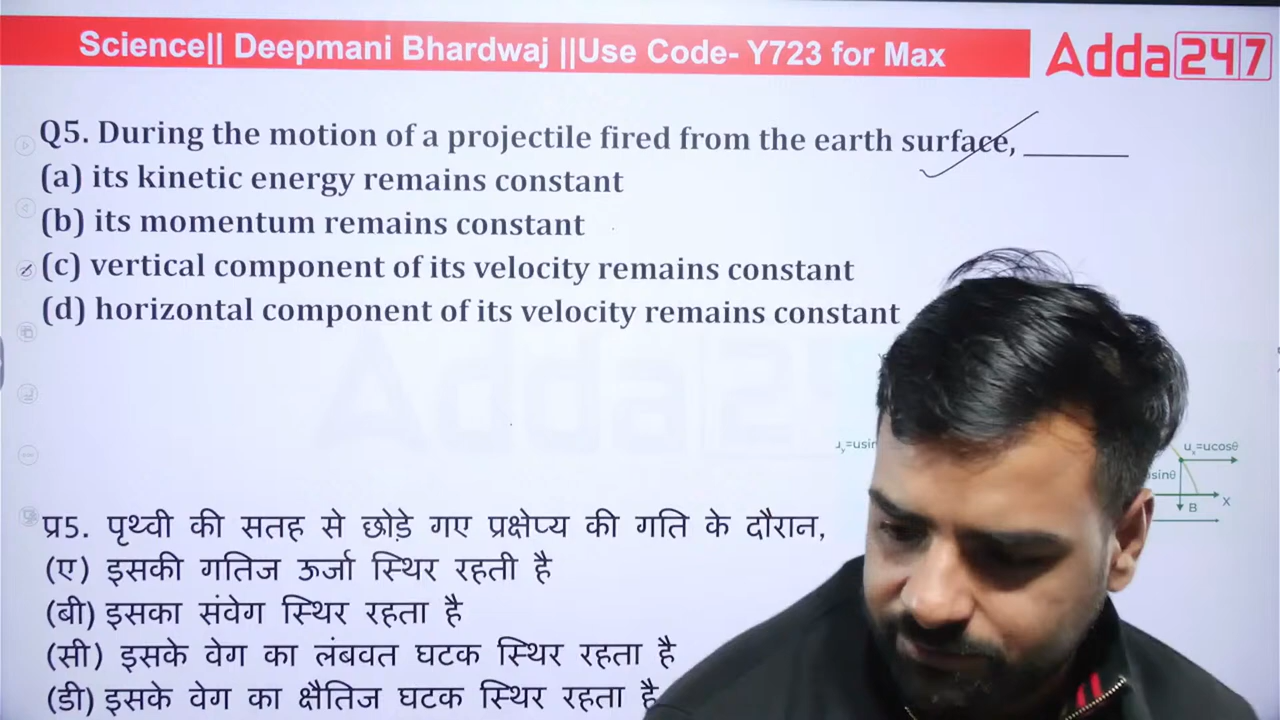 Science|| Deepmani Bhardwaj ||Use Code- Y723 for Max
Adda247
Q5. During the motion of a projectile fired from the earth surface, ________
(a) its kinetic energy remains constant
(b) its momentum remains constant
(c) vertical component of its velocity remains constant
(d) horizontal component of its velocity remains constant
uₓ=ucosθ
sinθ
X
B
प्र5. पृथ्वी की सतह से छोड़े गए प्रक्षेप्य की गति के दौरान,
(ए) इसकी गतिज ऊर्जा स्थिर रहती है
(बी) इसका संवेग स्थिर रहता है
(सी) इसके वेग का लंबवत घटक स्थिर रहता है
(डी) इसके वेग का क्षैतिज घटक स्थिर रहता है